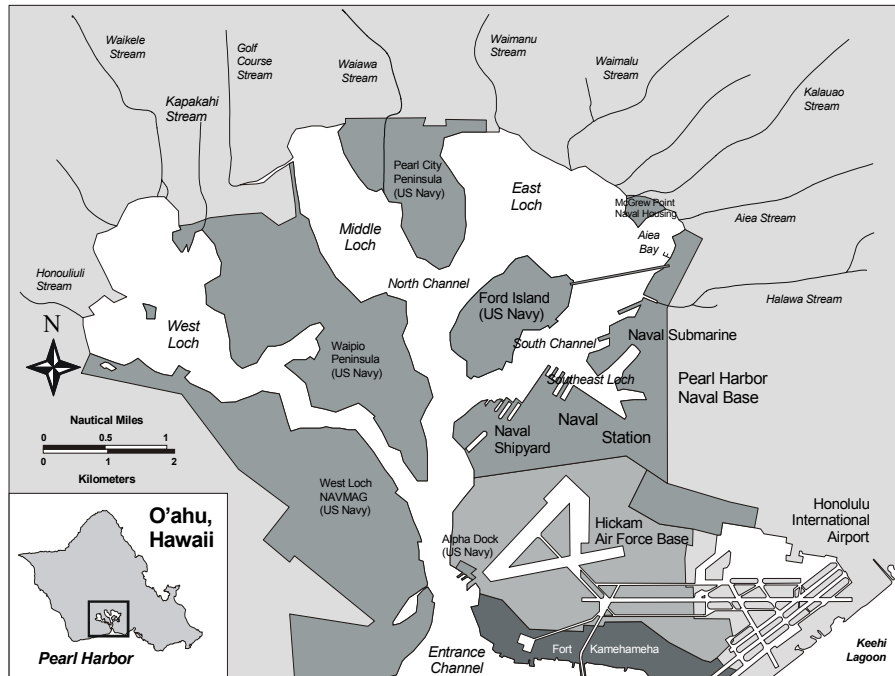 Waikele
Stream
Golf
Course
Stream
Kapakahi
Stream
Waiawa
Stream
Waimanu
Stream
Waimalu
Stream
Kalauao
Stream
Pearl City
Peninsula
(US Navy)
East
Loch
McGrew Point
Naval Housing
Aiea Stream
Aiea
Bay
Middle
Loch
North Channel
Honouliuli
Stream
Ford Island
(US Navy)
Halawa Stream
N
West
Loch
Waipio
Peninsula
(US Navy)
South Channel
Naval Submarine
Southeast Loch
Pearl Harbor
Naval Base
Nautical Miles
0 0.5 1
0 1 2
Kilometers
Naval
Shipyard
Naval
Station
West Loch
NAVMAG
(US Navy)
Hickam
Air Force Base
Honolulu
International
Airport
Alpha Dock
(US Navy)
O'ahu,
Hawaii
Pearl Harbor
Entrance
Channel
Fort Kamehameha
Keehi
Lagoon